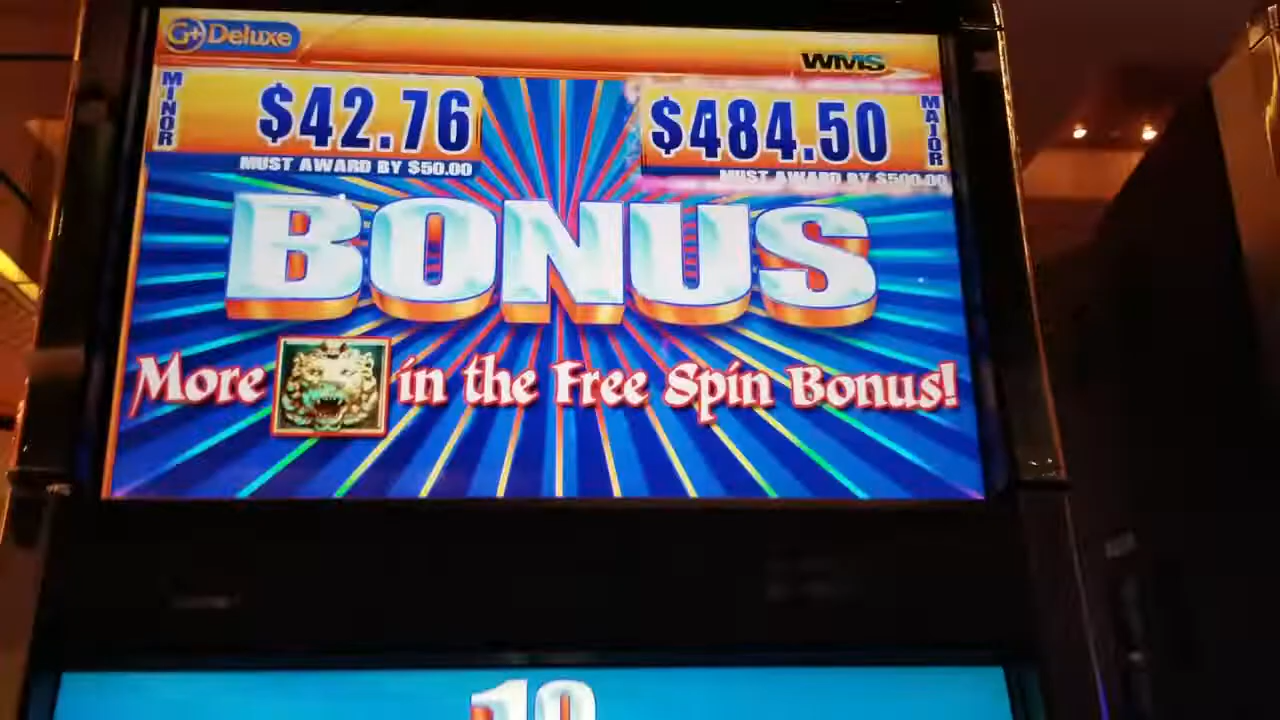 G+Deluxe
WMS
MINOR
$42.76
MUST AWARD BY $50.00
$484.50
MAJOR
MUST AWARD BY $500.00
BONUS
More in the Free Spin Bonus!
10